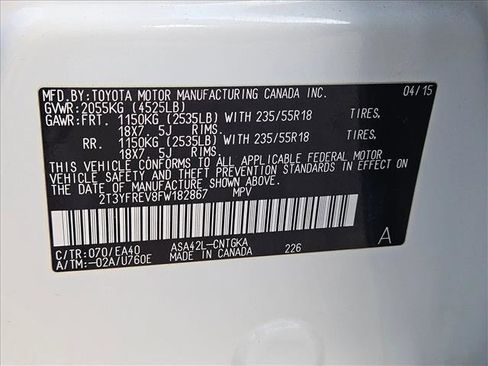 MFD.BY:TOYOTA MOTOR MANUFACTURING CANADA INC. 04/15
GVWR:2055KG (4525LB)
GAWR:FRT. 1150KG (2535LB) WITH 235/55R18 TIRES,
18X7 5J RIMS.
RR. 1150KG (2535LB) WITH 235/55R18 TIRES,
18X7 5J RIMS.
THIS VEHICLE CONFORMS TO ALL APPLICABLE FEDERAL MOTOR
VEHICLE SAFETY AND THEFT PREVENTION STANDARDS IN EFFECT
ON THE DATE OF MANUFACTURE SHOWN ABOVE.
2T3YFREV8FW182867 MPV
C/TR:070/EA40 ASA42L-CNTGKA 226 A
A/TM:-02A/U760E MADE IN CANADA